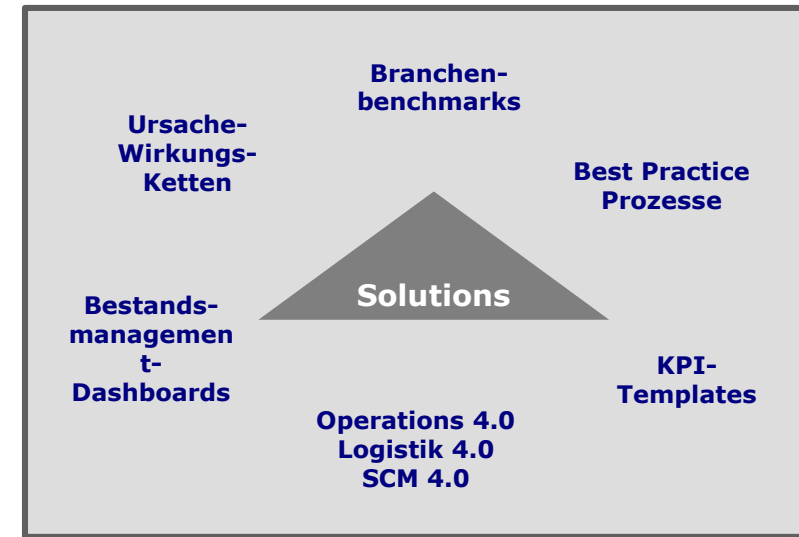 Branchen-
benchmarks
Ursache-
Wirkungs-
Ketten
Best Practice
Prozesse
Solutions
Bestands-
managemen
t-
Dashboards
KPI-
Templates
Operations 4.0
Logistik 4.0
SCM 4.0